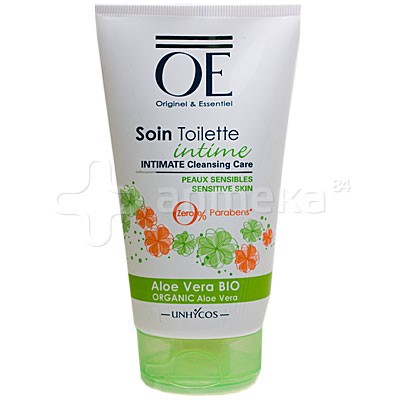 OE
Originel & Essentiel
Soin Toilette
intime
INTIMATE Cleansing Care
PEAUX SENSIBLES
SENSITIVE SKIN
Zero% Parabens*
Aloe Vera BIO
ORGANIC Aloe Vera
UNHYCOS